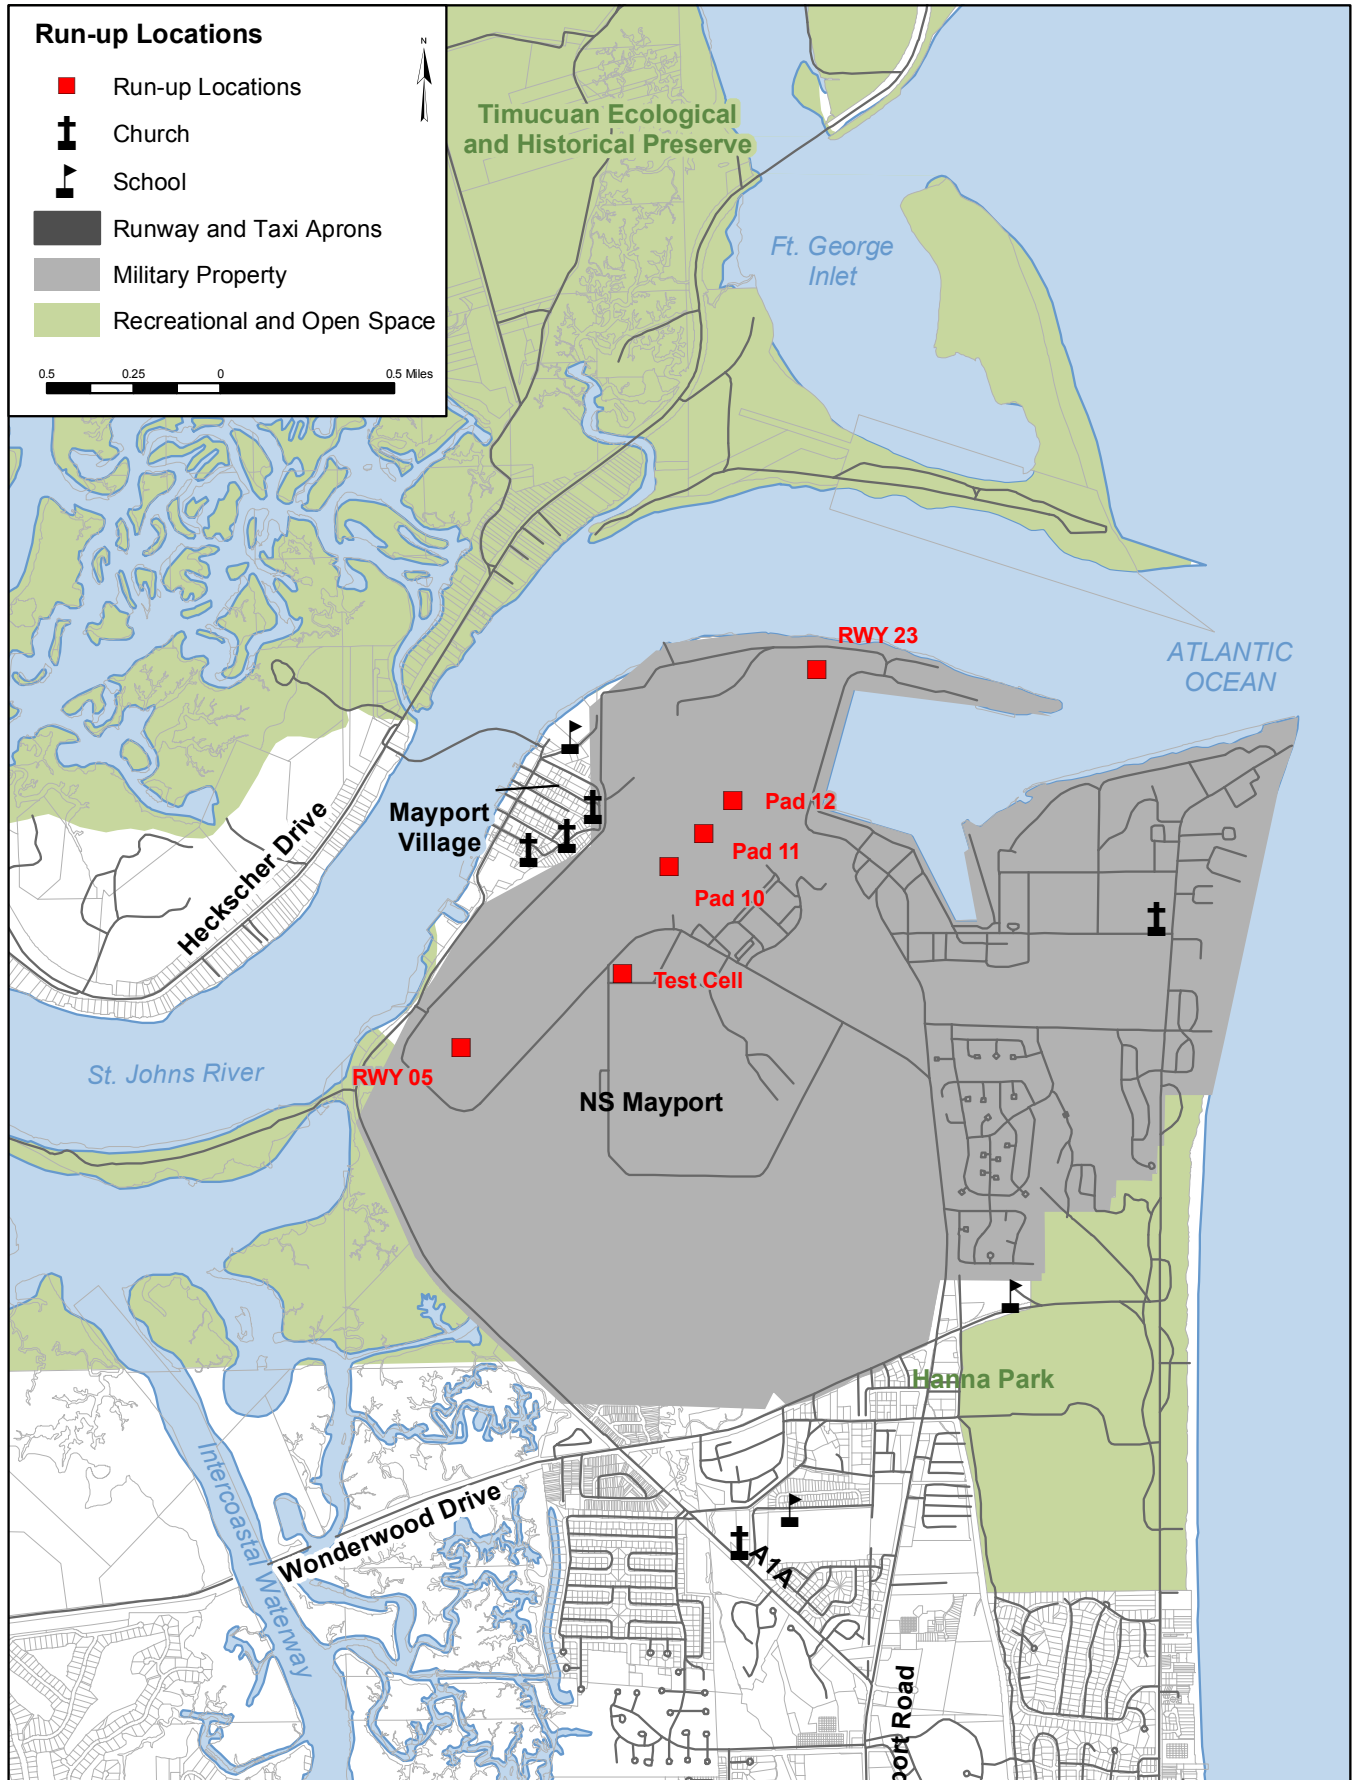 Run-up Locations
N
Run-up Locations
Church
School
Runway and Taxi Aprons
Military Property
Recreational and Open Space
0.5 0.25 0 0.5 Miles
Timucuan Ecological
and Historical Preserve
Ft. George
Inlet
RWY 23
ATLANTIC
OCEAN
Mayport
Village
Pad 12
Pad 11
Pad 10
Heckscher Drive
Test Cell
St. Johns River
RWY 05
NS Mayport
Hanna Park
Intercoastal Waterway
Wonderwood Drive
A1A
port Road